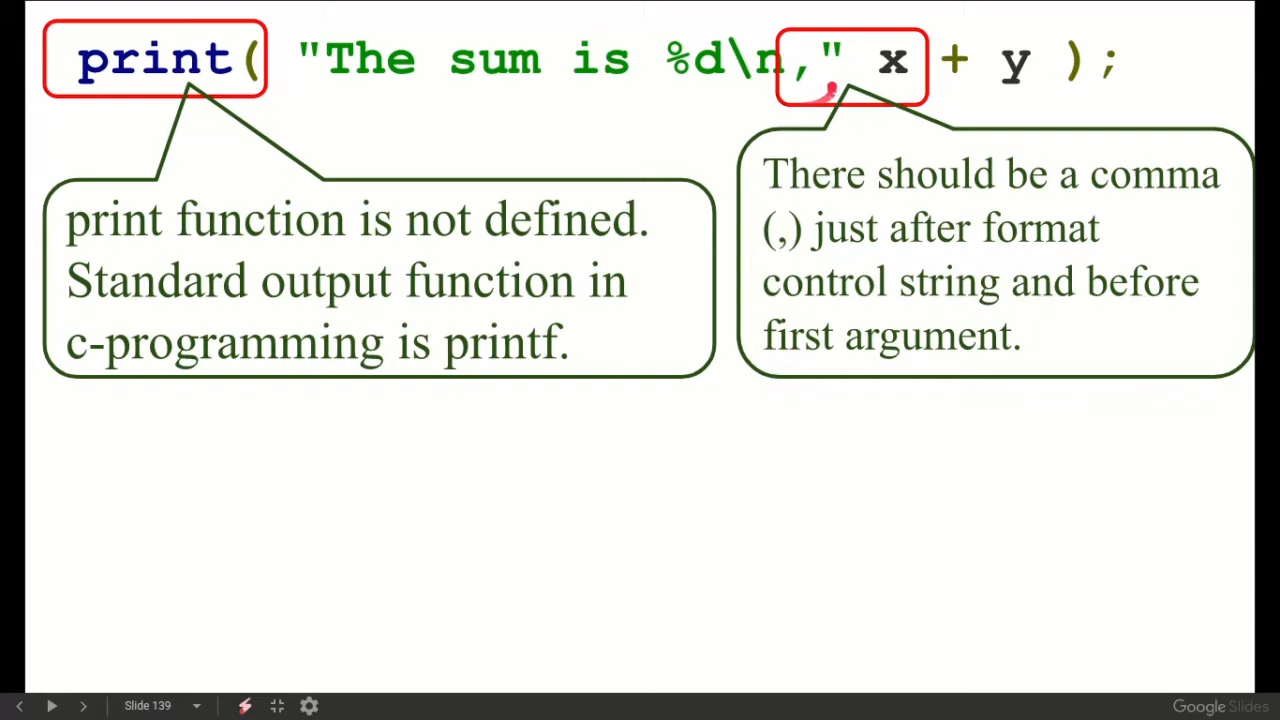 print( "The sum is %d\n," x + y );
print function is not defined.
Standard output function in
c-programming is printf.
There should be a comma
(,) just after format
control string and before
first argument.
Slide 139
Google Slides